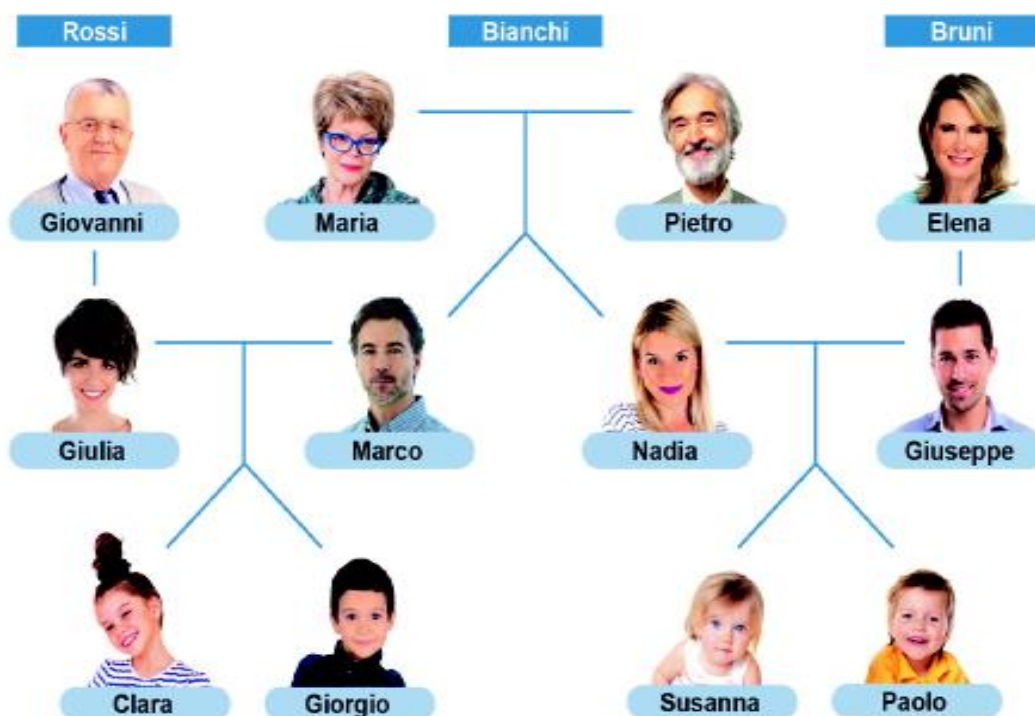 Rossi
Bianchi
Bruni
Giovanni
Maria
Pietro
Elena
Giulia
Marco
Nadia
Giuseppe
Clara
Giorgio
Susanna
Paolo